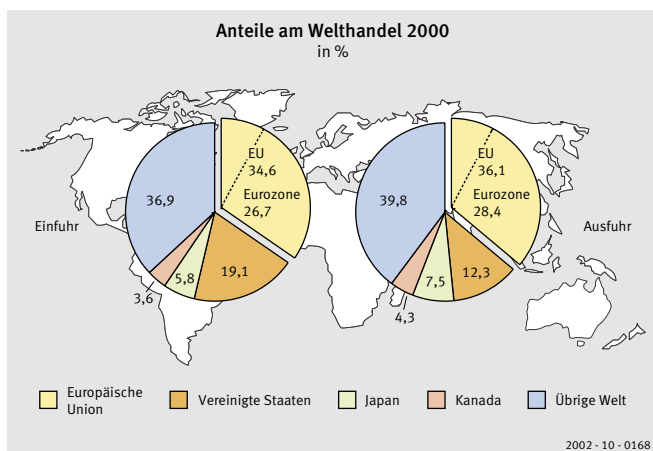 Anteile am Welthandel 2000
in %
Einfuhr
36,9
EU
34,6
Eurozone
26,7
19,1
5,8
3,6
39,8
EU
36,1
Eurozone
28,4
12,3
7,5
4,3
Ausfuhr
Europäische
Union
Vereinigte Staaten
Japan
Kanada
Übrige Welt
2002 - 10 - 0168